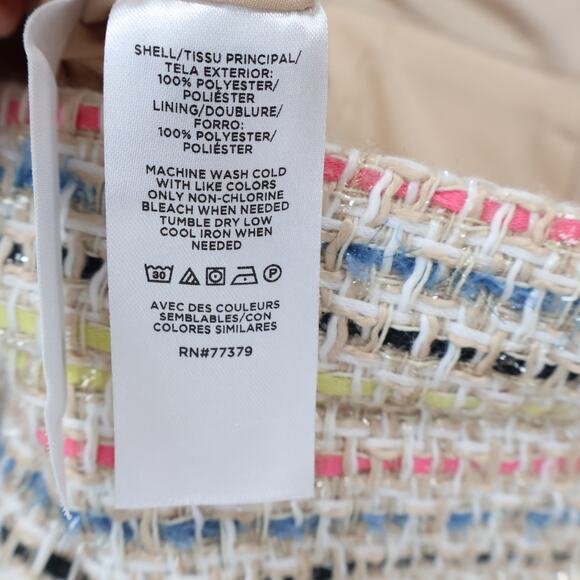 SHELL/TISSU PRINCIPAL/
TELA EXTERIOR:
100% POLYESTER/
POLIÉSTER
LINING/DOUBLURE/
FORRO:
100% POLYESTER/
POLIÉSTER
MACHINE WASH COLD
WITH LIKE COLORS
ONLY NON-CHLORINE
BLEACH WHEN NEEDED
TUMBLE DRY LOW
COOL IRON WHEN
NEEDED
30 P
AVEC DES COULEURS
SEMBLABLES/CON
COLORES SIMILARES
RN#77379